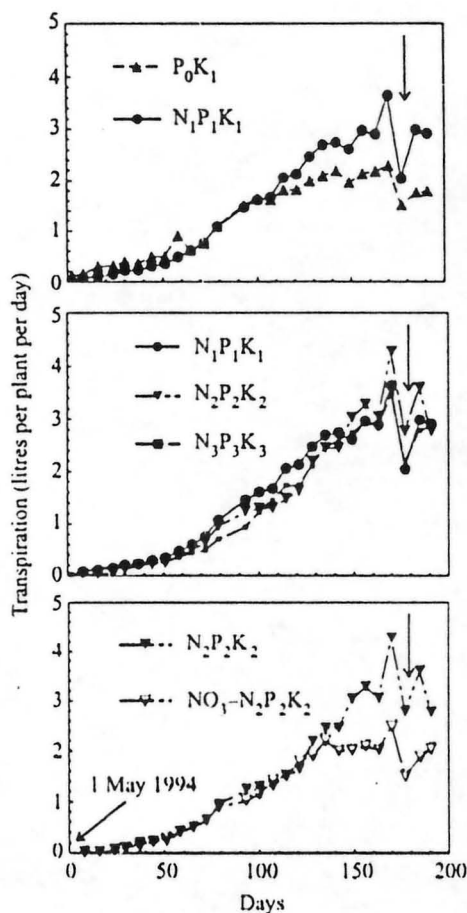 Transpiration (litres per plant per day)
5
4
3
2
1
0
P₀K₁
N₁P₁K₁
5
4
3
2
1
0
N₁P₁K₁
N₂P₂K₂
N₃P₃K₃
5
4
3
2
1
0
N₂P₂K₂
NO₃–N₂P₂K₂
1 May 1994
0 50 100 150 200
Days